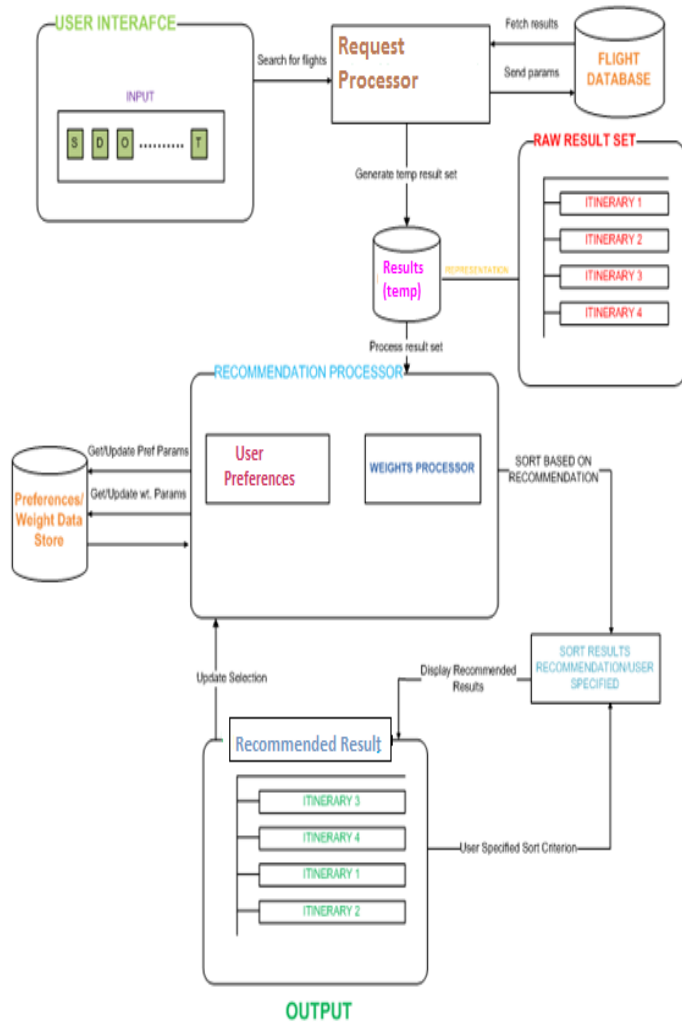 USER INTERAFCE
INPUT
S D O .......... T
Search for flights
Request
Processor
Fetch results
Send params
FLIGHT
DATABASE
RAW RESULT SET
ITINERARY 1
ITINERARY 2
ITINERARY 3
ITINERARY 4
Generate temp result set
Results
(temp)
REPRESENTATION
Process result set
RECOMMENDATION PROCESSOR
User
Preferences
WEIGHTS PROCESSOR
Get/Update Pref Params
Get/Update wt. Params
Preferences/
Weight Data
Store
SORT BASED ON
RECOMMENDATION
SORT RESULTS
RECOMMENDATION/USER
SPECIFIED
Update Selection
Display Recommended
Results
Recommended Result
ITINERARY 3
ITINERARY 4
ITINERARY 1
ITINERARY 2
User Specified Sort Criterion
OUTPUT